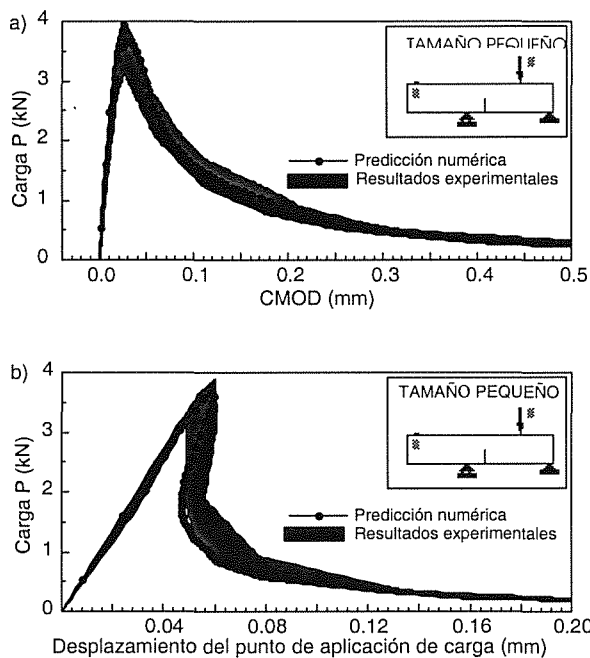 a)
4
3
2
1
0
Carga P (kN)
TAMAÑO PEQUEÑO
Predicción numérica
Resultados experimentales
0.0 0.1 0.2 0.3 0.4 0.5
CMOD (mm)
b)
4
3
2
1
0
Carga P (kN)
TAMAÑO PEQUEÑO
Predicción numérica
Resultados experimentales
0.04 0.08 0.12 0.16 0.20
Desplazamiento del punto de aplicación de carga (mm)